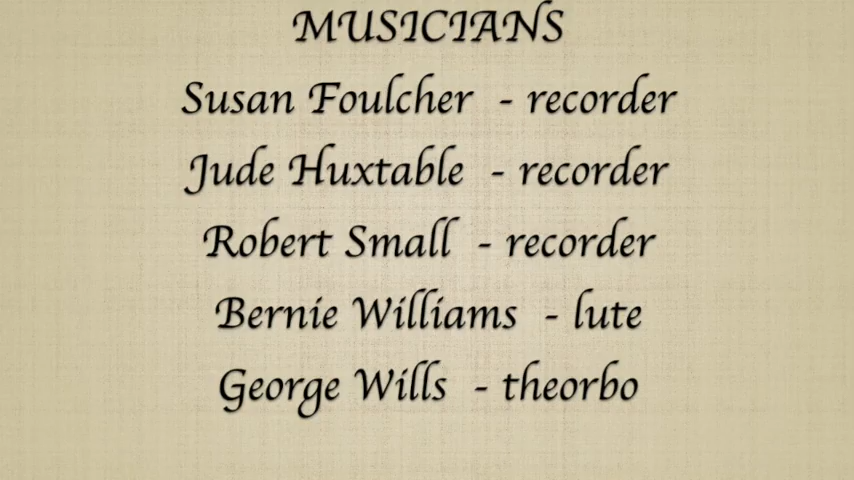 MUSICIANS
Susan Foulcher - recorder
Jude Huxtable - recorder
Robert Small - recorder
Bernie Williams - lute
George Wills - theorbo